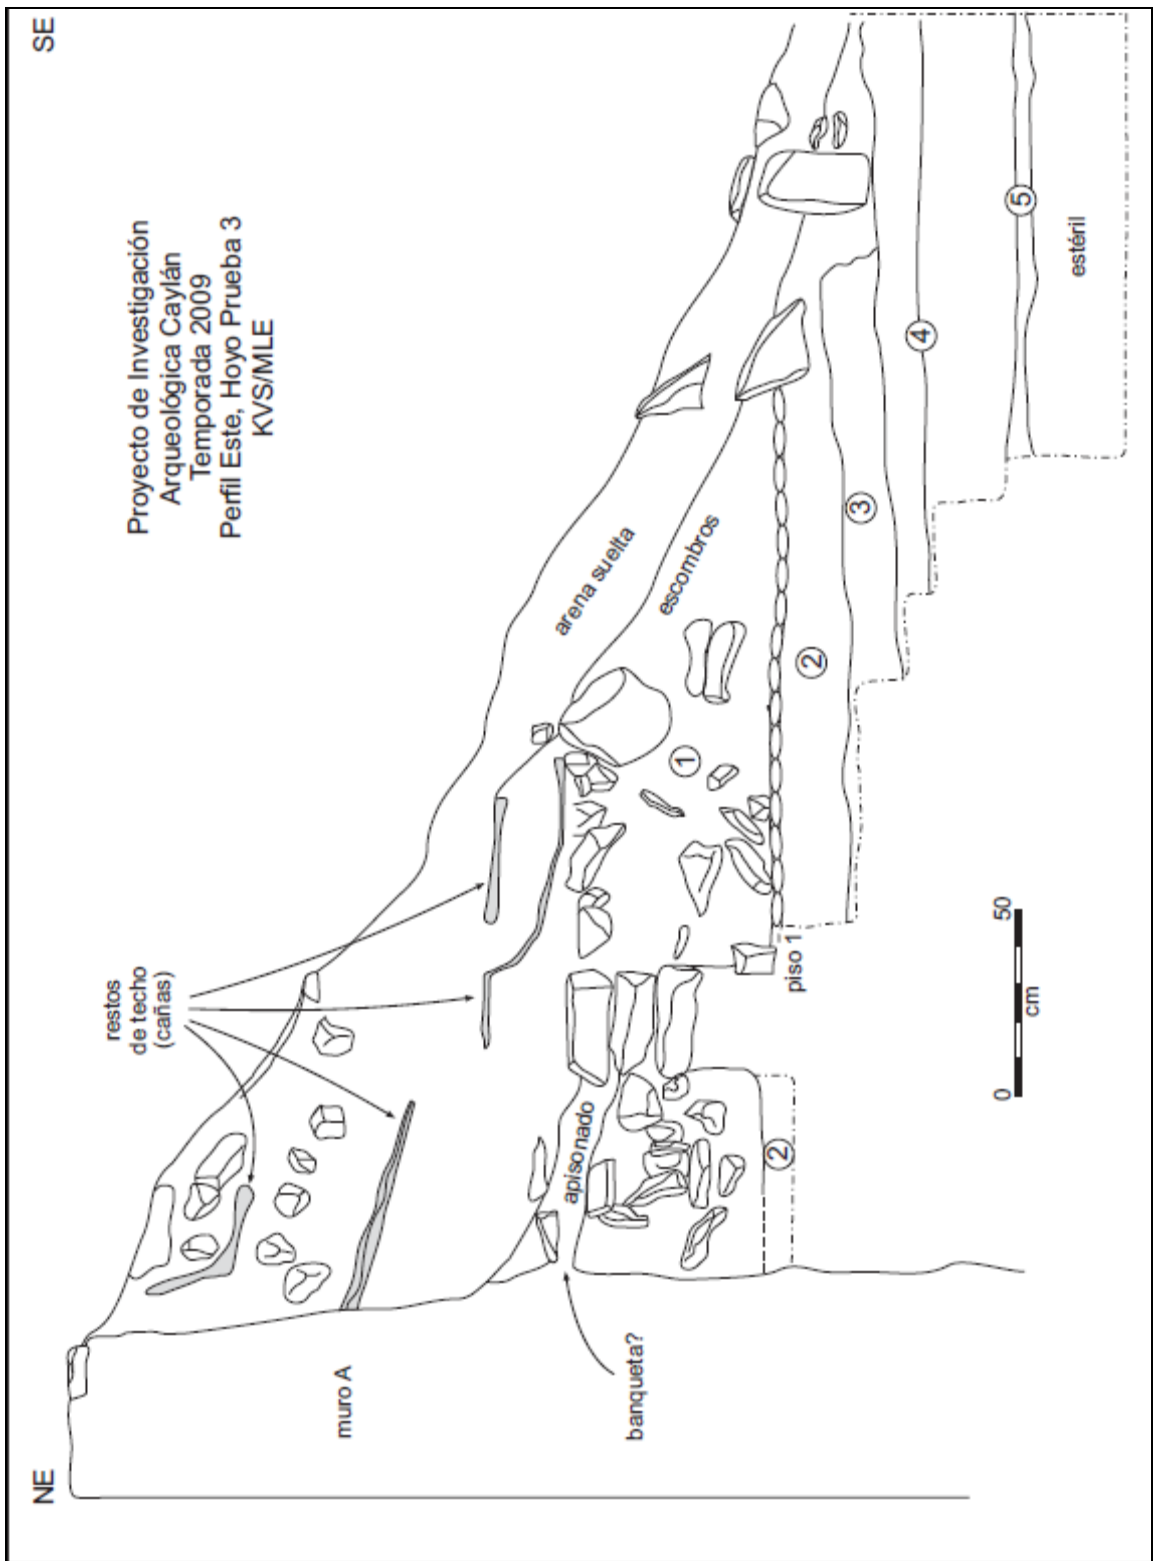 NE
SE
Proyecto de Investigación
Arqueológica Caylán
Temporada 2009
Perfil Este, Hoyo Prueba 3
KVS/MLE
restos
de techo
(cañas)
arena suelta
escombros
muro A
apisonado
banqueta?
1
2
2
3
4
5
piso 1
estéril
0
50
cm